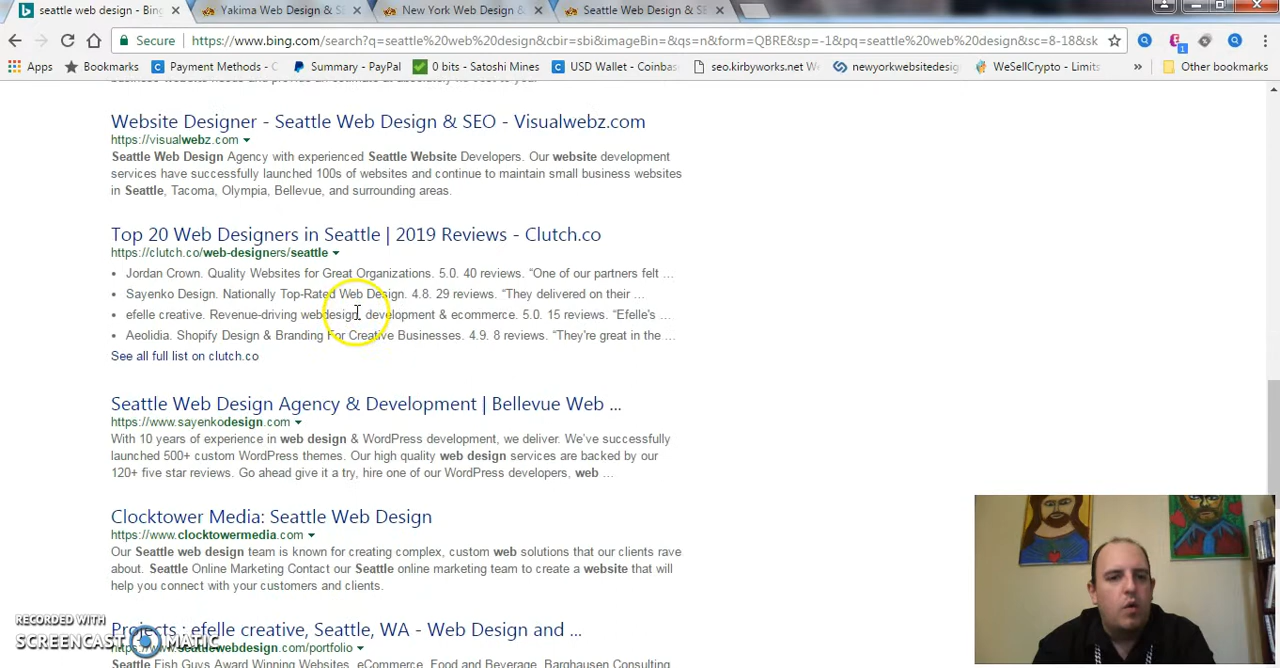 seattle web design - Bing
Yakima Web Design & SE
New York Web Design &
Seattle Web Design & SE
Secure
https://www.bing.com/search?q=seattle%20web%20design&cbir=sbi&imageBin=&qs=n&form=QBRE&sp=-1&pq=seattle%20web%20design&sc=8-18&sk
1
Apps
Bookmarks
Payment Methods - C
Summary - PayPal
0 bits - Satoshi Mines
USD Wallet - Coinbas
seo.kirbyworks.net W
newyorkwebsitedesig
WeSellCrypto - Limits
»
Other bookmarks
Website Designer - Seattle Web Design & SEO - Visualwebz.com
https://visualwebz.com
Seattle Web Design Agency with experienced Seattle Website Developers. Our website development
services have successfully launched 100s of websites and continue to maintain small business websites
in Seattle, Tacoma, Olympia, Bellevue, and surrounding areas.
Top 20 Web Designers in Seattle | 2019 Reviews - Clutch.co
https://clutch.co/web-designers/seattle
• Jordan Crown. Quality Websites for Great Organizations. 5.0. 40 reviews. “One of our partners felt ...
• Sayenko Design. Nationally Top-Rated Web Design. 4.8. 29 reviews. “They delivered on their ...
• efelle creative. Revenue-driving webdesign, development & ecommerce. 5.0. 15 reviews. “Efelle's ...
• Aeolidia. Shopify Design & Branding For Creative Businesses. 4.9. 8 reviews. “They're great in the ...
See all full list on clutch.co
Seattle Web Design Agency & Development | Bellevue Web ...
https://www.sayenkodesign.com
With 10 years of experience in web design & WordPress development, we deliver. We've successfully
launched 500+ custom WordPress themes. Our high quality web design services are backed by our
120+ five star reviews. Go ahead give it a try, hire one of our WordPress developers, web ...
Clocktower Media: Seattle Web Design
https://www.clocktowermedia.com
Our Seattle web design team is known for creating complex, custom web solutions that our clients rave
about. Seattle Online Marketing Contact our Seattle online marketing team to create a website that will
help you connect with your customers and clients.
Projects : efelle creative, Seattle, WA - Web Design and ...
https://www.seattlewebdesign.com/portfolio
Seattle Fish Guys Award Winning Websites, eCommerce, Food and Beverage, Barghausen Consulting
RECORDED WITH
SCREENCAST MATIC